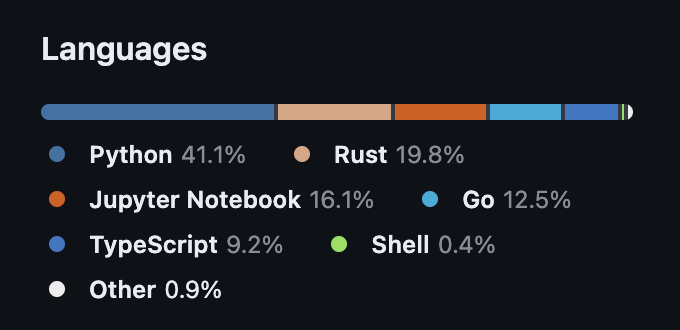 Languages
Python 41.1% Rust 19.8%
Jupyter Notebook 16.1% Go 12.5%
TypeScript 9.2% Shell 0.4%
Other 0.9%